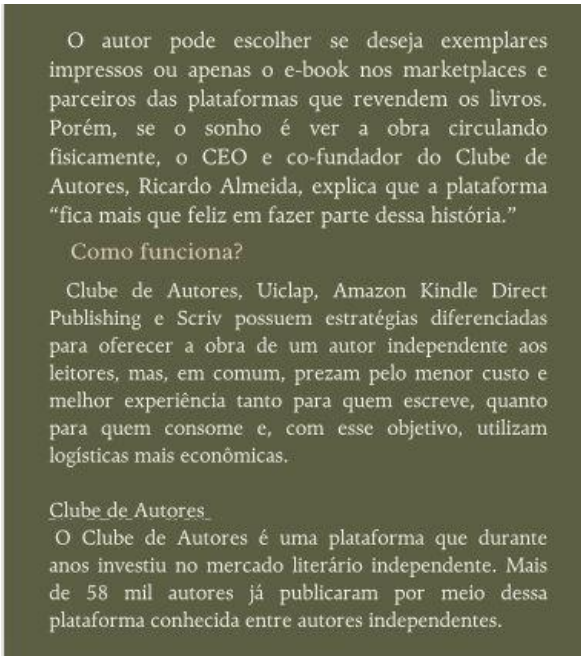 O autor pode escolher se deseja exemplares
impressos ou apenas o e-book nos marketplaces e
parceiros das plataformas que revendem os livros.
Porém, se o sonho é ver a obra circulando
fisicamente, o CEO e co-fundador do Clube de
Autores, Ricardo Almeida, explica que a plataforma
“fica mais que feliz em fazer parte dessa história.”
Como funciona?
Clube de Autores, Uiclap, Amazon Kindle Direct
Publishing e Scriv possuem estratégias diferenciadas
para oferecer a obra de um autor independente aos
leitores, mas, em comum, prezam pelo menor custo e
melhor experiência tanto para quem escreve, quanto
para quem consome e, com esse objetivo, utilizam
logísticas mais econômicas.
Clube de Autores
O Clube de Autores é uma plataforma que durante
anos investiu no mercado literário independente. Mais
de 58 mil autores já publicaram por meio dessa
plataforma conhecida entre autores independentes.